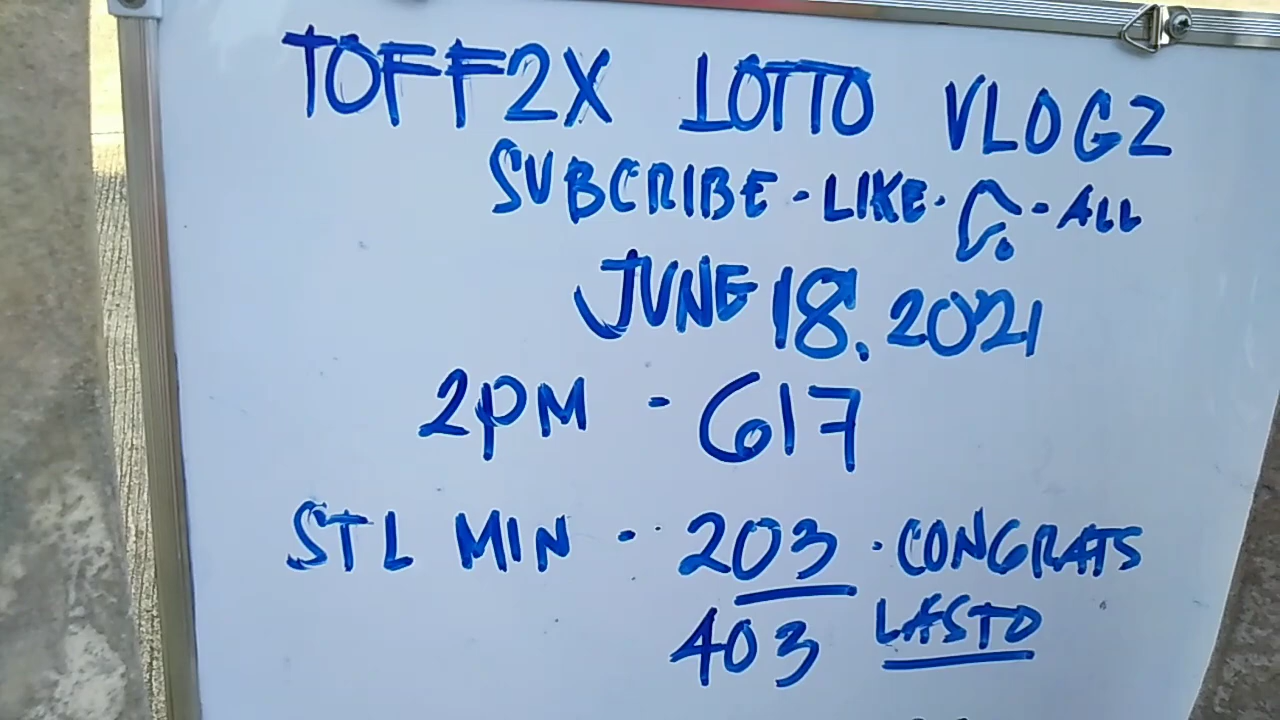 TOFF2X LOTTO VLOGZ
SUBCRIBE - LIKE - - ALL
JUNE 18, 2021
2PM - 617
STL MIN - 203 - CONGRATS
403 LASTO